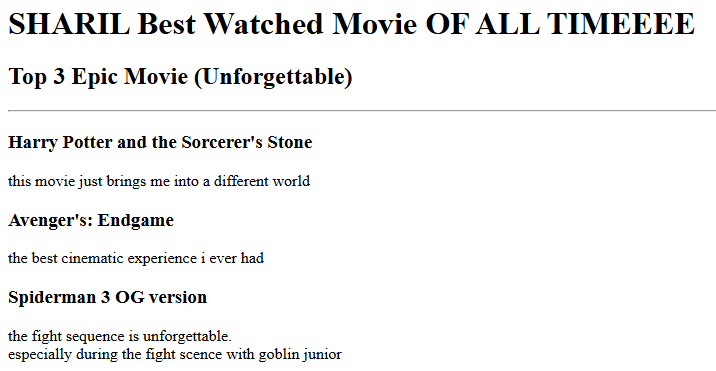 SHARIL Best Watched Movie OF ALL TIMEEEE
Top 3 Epic Movie (Unforgettable)
Harry Potter and the Sorcerer's Stone
this movie just brings me into a different world
Avenger's: Endgame
the best cinematic experience i ever had
Spiderman 3 OG version
the fight sequence is unforgettable.
especially during the fight scence with goblin junior